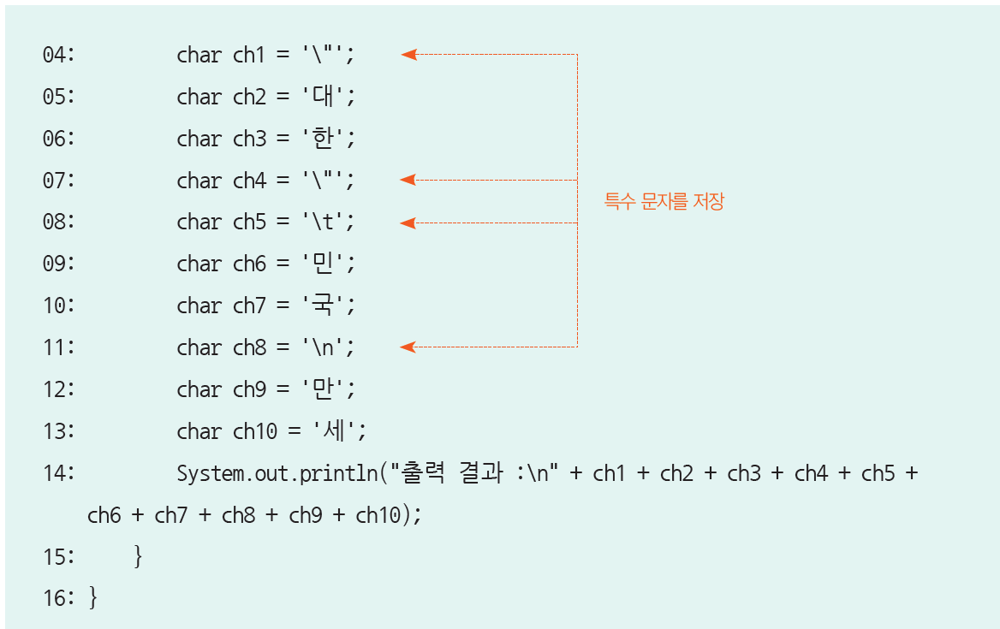 04:        char ch1 = '\"';
05:        char ch2 = '대';
06:        char ch3 = '한';
07:        char ch4 = '\"';
특수 문자를 저장
08:        char ch5 = '\t';
09:        char ch6 = '민';
10:        char ch7 = '국';
11:        char ch8 = '\n';
12:        char ch9 = '만';
13:        char ch10 = '세';
14:        System.out.println("출력 결과 :\n" + ch1 + ch2 + ch3 + ch4 + ch5 +
ch6 + ch7 + ch8 + ch9 + ch10);
15:    }
16: }